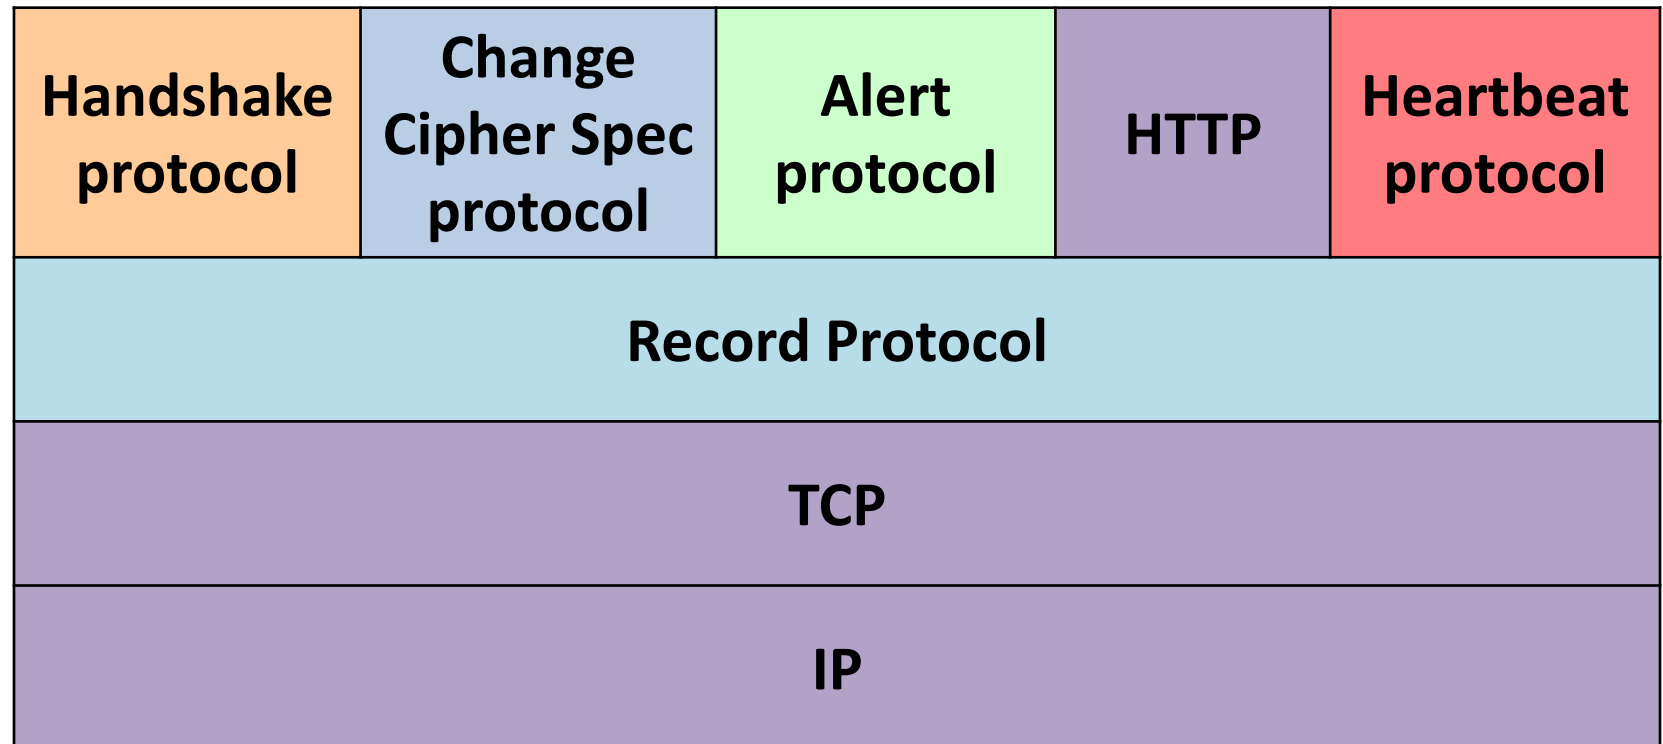 Handshake
protocol
Change
Cipher Spec
protocol
Alert
protocol
HTTP
Heartbeat
protocol
Record Protocol
TCP
IP